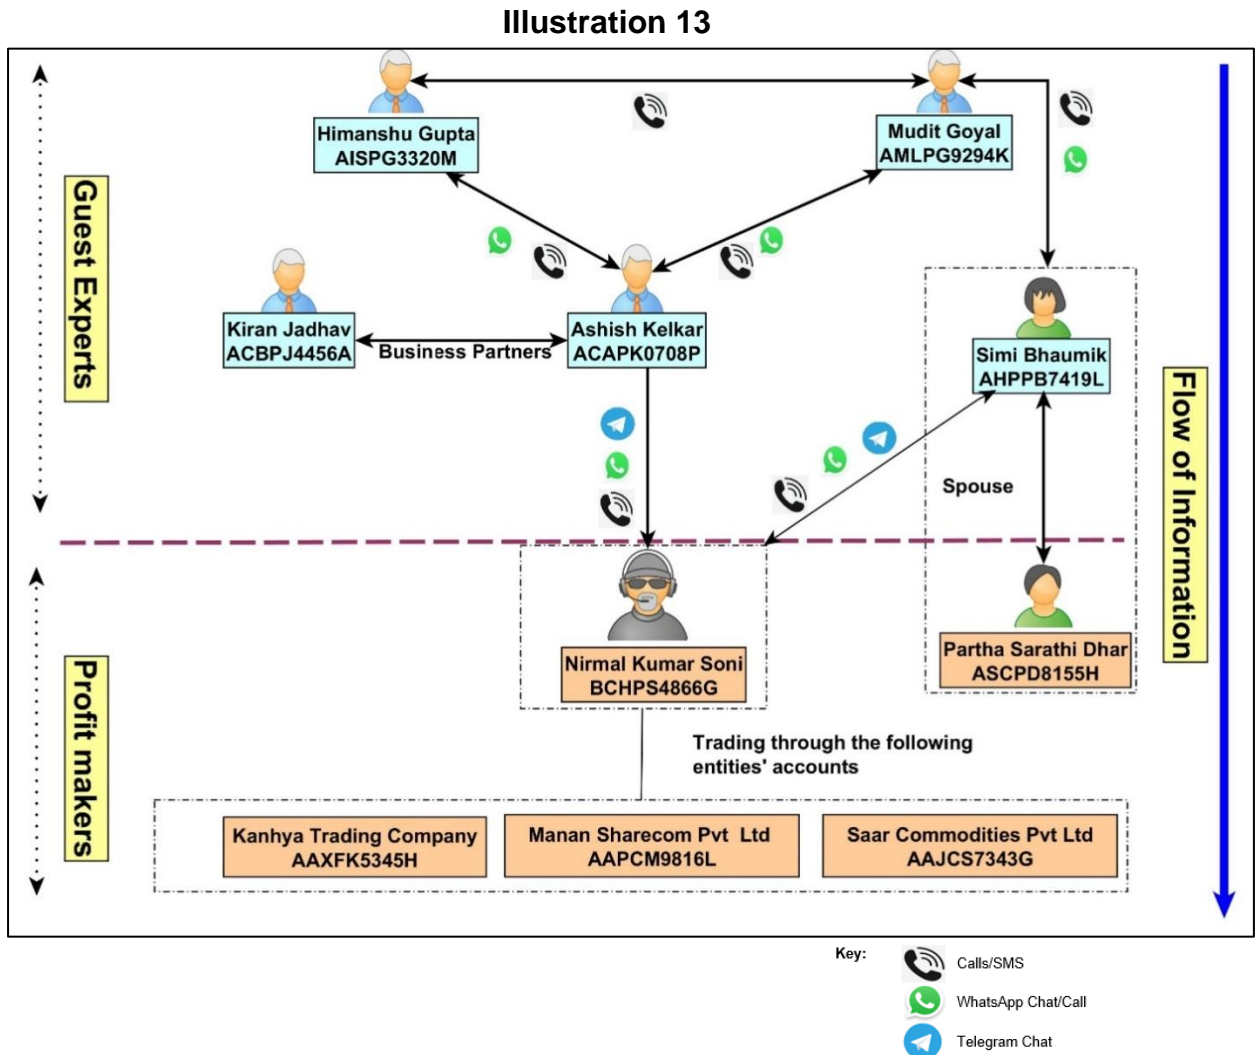 Illustration 13
Himanshu Gupta
AISPG3320M
Mudit Goyal
AMLPG9294K
Guest Experts
Kiran Jadhav
ACBPJ4456A
Business Partners
Ashish Kelkar
ACAPK0708P
Simi Bhaumik
AHPPB7419L
Spouse
Flow of Information
Nirmal Kumar Soni
BCHPS4866G
Partha Sarathi Dhar
ASCPD8155H
Profit makers
Trading through the following
entities' accounts
Kanhya Trading Company
AAXFK5345H
Manan Sharecom Pvt Ltd
AAPCM9816L
Saar Commodities Pvt Ltd
AAJCS7343G
Key:
Calls/SMS
WhatsApp Chat/Call
Telegram Chat